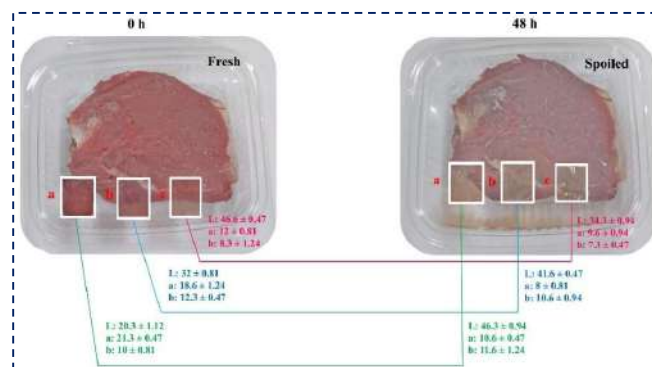 0 h
48 h
Fresh
Spoiled
a
b
c
a
b
c
L: 46.6 ± 0.47
a: 12 ± 0.81
b: 8.3 ± 1.24
L: 34.3 ± 0.94
a: 9.6 ± 0.94
b: 7.3 ± 0.47
L: 32 ± 0.81
a: 18.6 ± 1.24
b: 12.3 ± 0.47
L: 41.6 ± 0.47
a: 8 ± 0.81
b: 10.6 ± 0.94
L: 20.3 ± 1.12
a: 21.3 ± 0.47
b: 10 ± 0.81
L: 46.3 ± 0.94
a: 10.6 ± 0.47
b: 11.6 ± 1.24